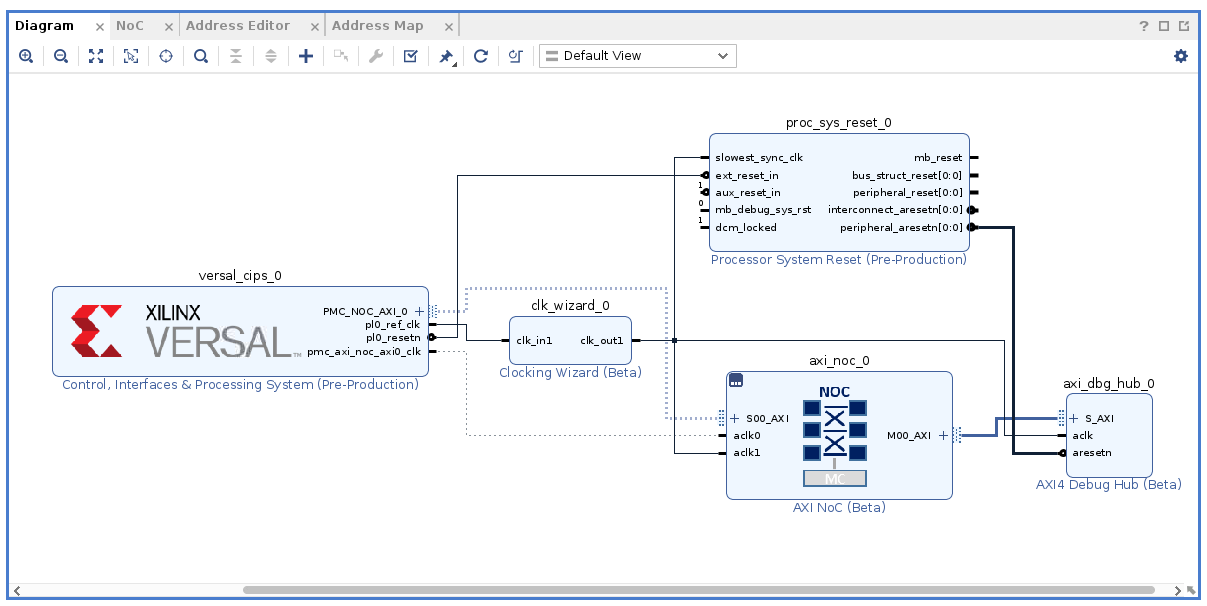 Diagram × NoC × Address Editor × Address Map × ?
Default View
proc_sys_reset_0
slowest_sync_clk
ext_reset_in
1
aux_reset_in
0
mb_debug_sys_rst
1
dcm_locked
mb_reset
bus_struct_reset[0:0]
peripheral_reset[0:0]
interconnect_aresetn[0:0]
peripheral_aresetn[0:0]
Processor System Reset (Pre-Production)
versal_cips_0
XILINX
VERSAL™
PMC_NOC_AXI_0
pl0_ref_clk
pl0_resetn
pmc_axi_noc_axi0_clk
Control, Interfaces & Processing System (Pre-Production)
clk_wizard_0
clk_in1 clk_out1
Clocking Wizard (Beta)
axi_noc_0
NOC
S00_AXI
aclk0
aclk1
M00_AXI
MC
AXI NoC (Beta)
axi_dbg_hub_0
S_AXI
aclk
aresetn
AXI4 Debug Hub (Beta)